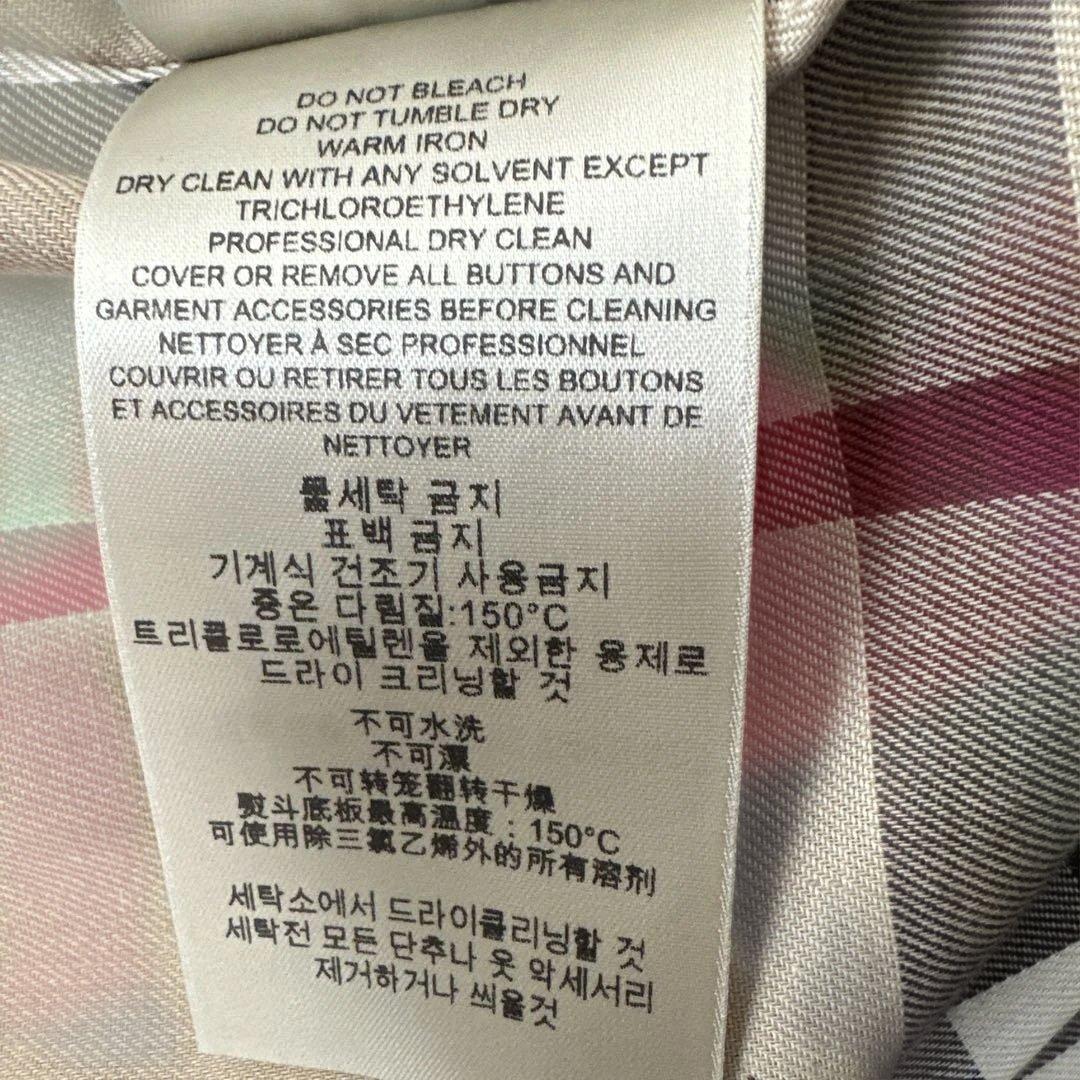 DO NOT BLEACH
DO NOT TUMBLE DRY
WARM IRON
DRY CLEAN WITH ANY SOLVENT EXCEPT
TRICHLOROETHYLENE
PROFESSIONAL DRY CLEAN
COVER OR REMOVE ALL BUTTONS AND
GARMENT ACCESSORIES BEFORE CLEANING
NETTOYER À SEC PROFESSIONNEL
COUVRIR OU RETIRER TOUS LES BOUTONS
ET ACCESSOIRES DU VETEMENT AVANT DE
NETTOYER
물세탁 금지
표백 금지
기계식 건조기 사용금지
중온 다림질:150°C
트리클로로에틸렌을 제외한 용제로
드라이 크리닝할 것
不可水洗
不可漂
不可转笼翻转干燥
熨斗底板最高温度：150°C
可使用除三氯乙烯外的所有溶剂
세탁소에서 드라이클리닝할 것
세탁전 모든 단추나 옷 악세서리
제거하거나 씌울것